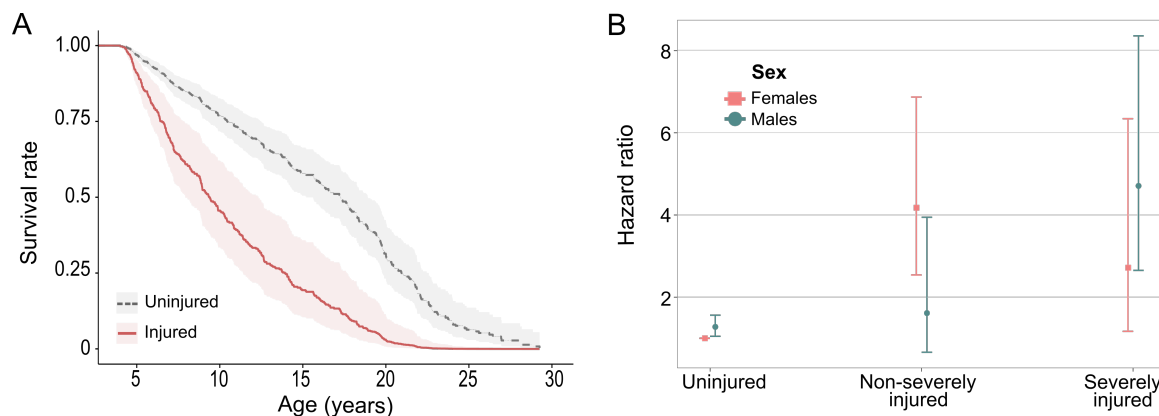 A
Survival rate
1.00
0.75
0.5
0.25
0
Uninjured
Injured
5
10
15
20
25
30
Age (years)
B
Hazard ratio
8
6
4
2
Sex
Females
Males
Uninjured
Non-severely
injured
Severely
injured